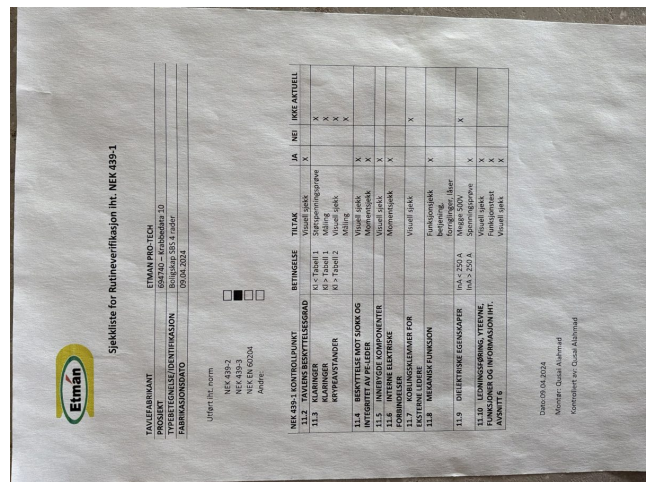 Etman
Sjekkliste for Rutineverifikasjon iht. NEK 439-1
TAVLEFABRIKANT ETMAN PRO-TECH
PROSJEKT 694740 – Krabbedata 10
TYPEBETEGNELSE/IDENTIFIKASJON Boligskap SBS 4 rader
FABRIKASJONSDATO 09.04.2024
Utført iht. norm
NEK 439-2
NEK 439-3
NEK EN 60204
Andre:
NEK 439-1 KONTROLLPUNKT BETINGELSE TILTAK JA NEI IKKE AKTUELL
11.2 TAVLENS BESKYTTELSESGRAD Visuell sjekk X
11.3 KLARINGER Kl < Tabell 1 Støtspenningsprøve X
KLARINGER Kl > Tabell 1 Måling X
KRYPEAVSTANDER Kl > Tabell 2 Visuell sjekk X
Måling X
11.4 BESKYTTELSE MOT SJOKK OG Visuell sjekk X
INTEGRITET AV PE-LEDER Momentsjekk X
11.5 INNEBYGDE KOMPONENTER Visuell sjekk X
11.6 INTERNE ELEKTRISKE Momentsjekk X
FORBINDELSER
11.7 KOBLINGSKLEMMER FOR Visuell sjekk X
EKSTERNE LEDERE
11.8 MEKANISK FUNKSJON Funksjonsjekk X
betjening,
forriglinger, låser
11.9 DIELEKTRISKE EGENSKAPER InA < 250 A Megge 500V X
InA > 250 A Spenningsprøve X
11.10 LEDNINGSFØRING, YTEEVNE, Visuell sjekk X
FUNKSJONER OG INFORMASJON IHT. Funksjonstest X
AVSNITT 6 Visuell sjekk X
Dato:09.04.2024
Montør: Qusai Alahmad
Kontrollert av: Qusai Alahmad